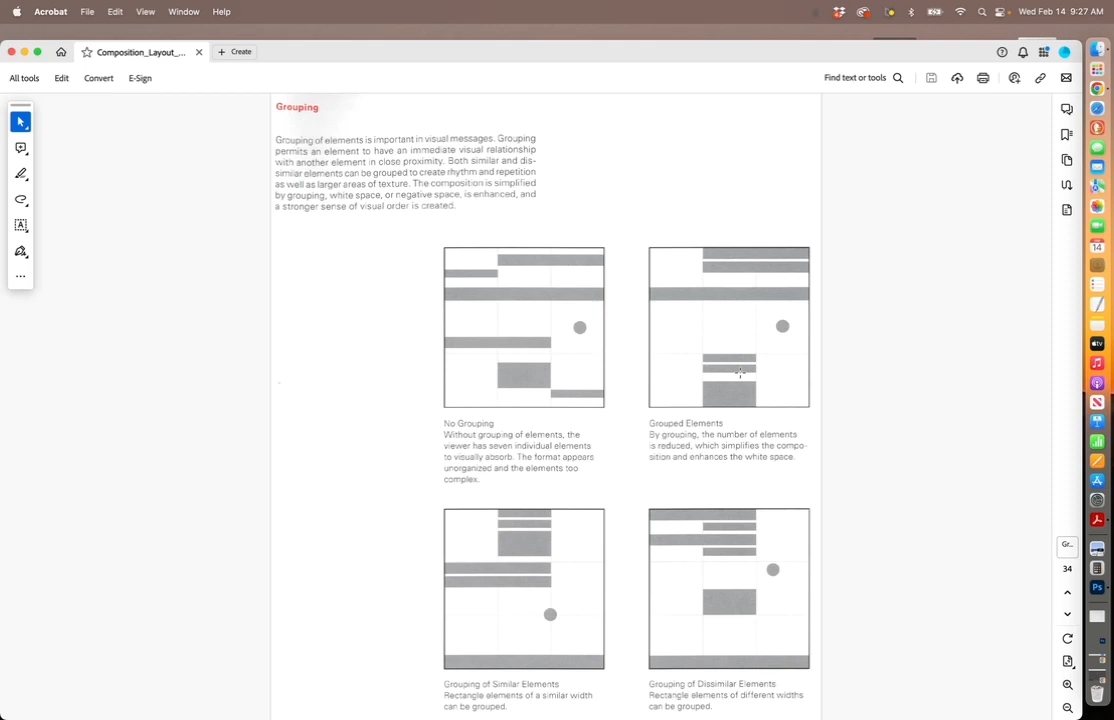 Acrobat File Edit View Window Help
Wed Feb 14 9:27 AM
Composition_Layout_...
+ Create
All tools Edit Convert E-Sign
Find text or tools
Grouping
Grouping of elements is important in visual messages. Grouping
permits an element to have an immediate visual relationship
with another element in close proximity. Both similar and dis-
similar elements can be grouped to create rhythm and repetition
as well as larger areas of texture. The composition is simplified
by grouping, white space, or negative space, is enhanced, and
a stronger sense of visual order is created.
No Grouping
Without grouping of elements, the
viewer has seven individual elements
to visually absorb. The format appears
unorganized and the elements too
complex.
Grouped Elements
By grouping, the number of elements
is reduced, which simplifies the compo-
sition and enhances the white space.
Grouping of Similar Elements
Rectangle elements of a similar width
can be grouped.
Grouping of Dissimilar Elements
Rectangle elements of different widths
can be grouped.
Gr...
34
14
tv
Ps